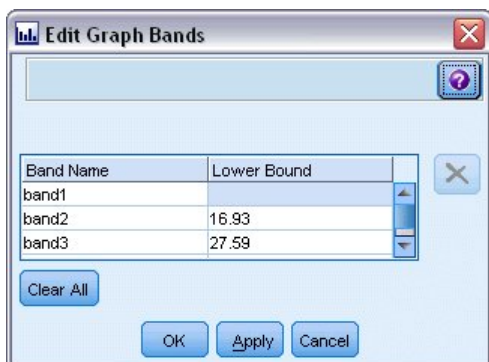 Edit Graph Bands
?
Band Name Lower Bound
band1
band2 16.93
band3 27.59
Clear All
OK Apply Cancel